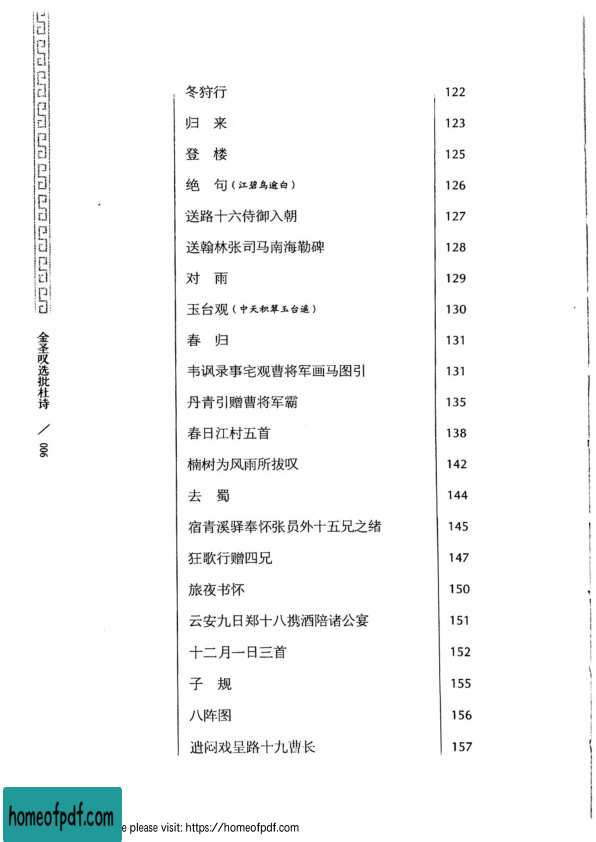 冬狩行 122
归 来 123
登 楼 125
绝 句(江碧鸟逾白) 126
送路十六侍御入朝 127
送翰林张司马南海勒碑 128
对 雨 129
玉台观(中天积翠玉台遥) 130
春 归 131
韦讽录事宅观曹将军画马图引 131
丹青引赠曹将军霸 135
春日江村五首 138
楠树为风雨所拔叹 142
去 蜀 144
宿青溪驿奉怀张员外十五兄之绪 145
狂歌行赠四兄 147
旅夜书怀 150
云安九日郑十八携酒陪诸公宴 151
十二月一日三首 152
子 规 155
八阵图 156
遣闷戏呈路十九曹长 157
金圣叹选批杜诗 / 006
homeofpdf.com
e please visit: https://homeofpdf.com